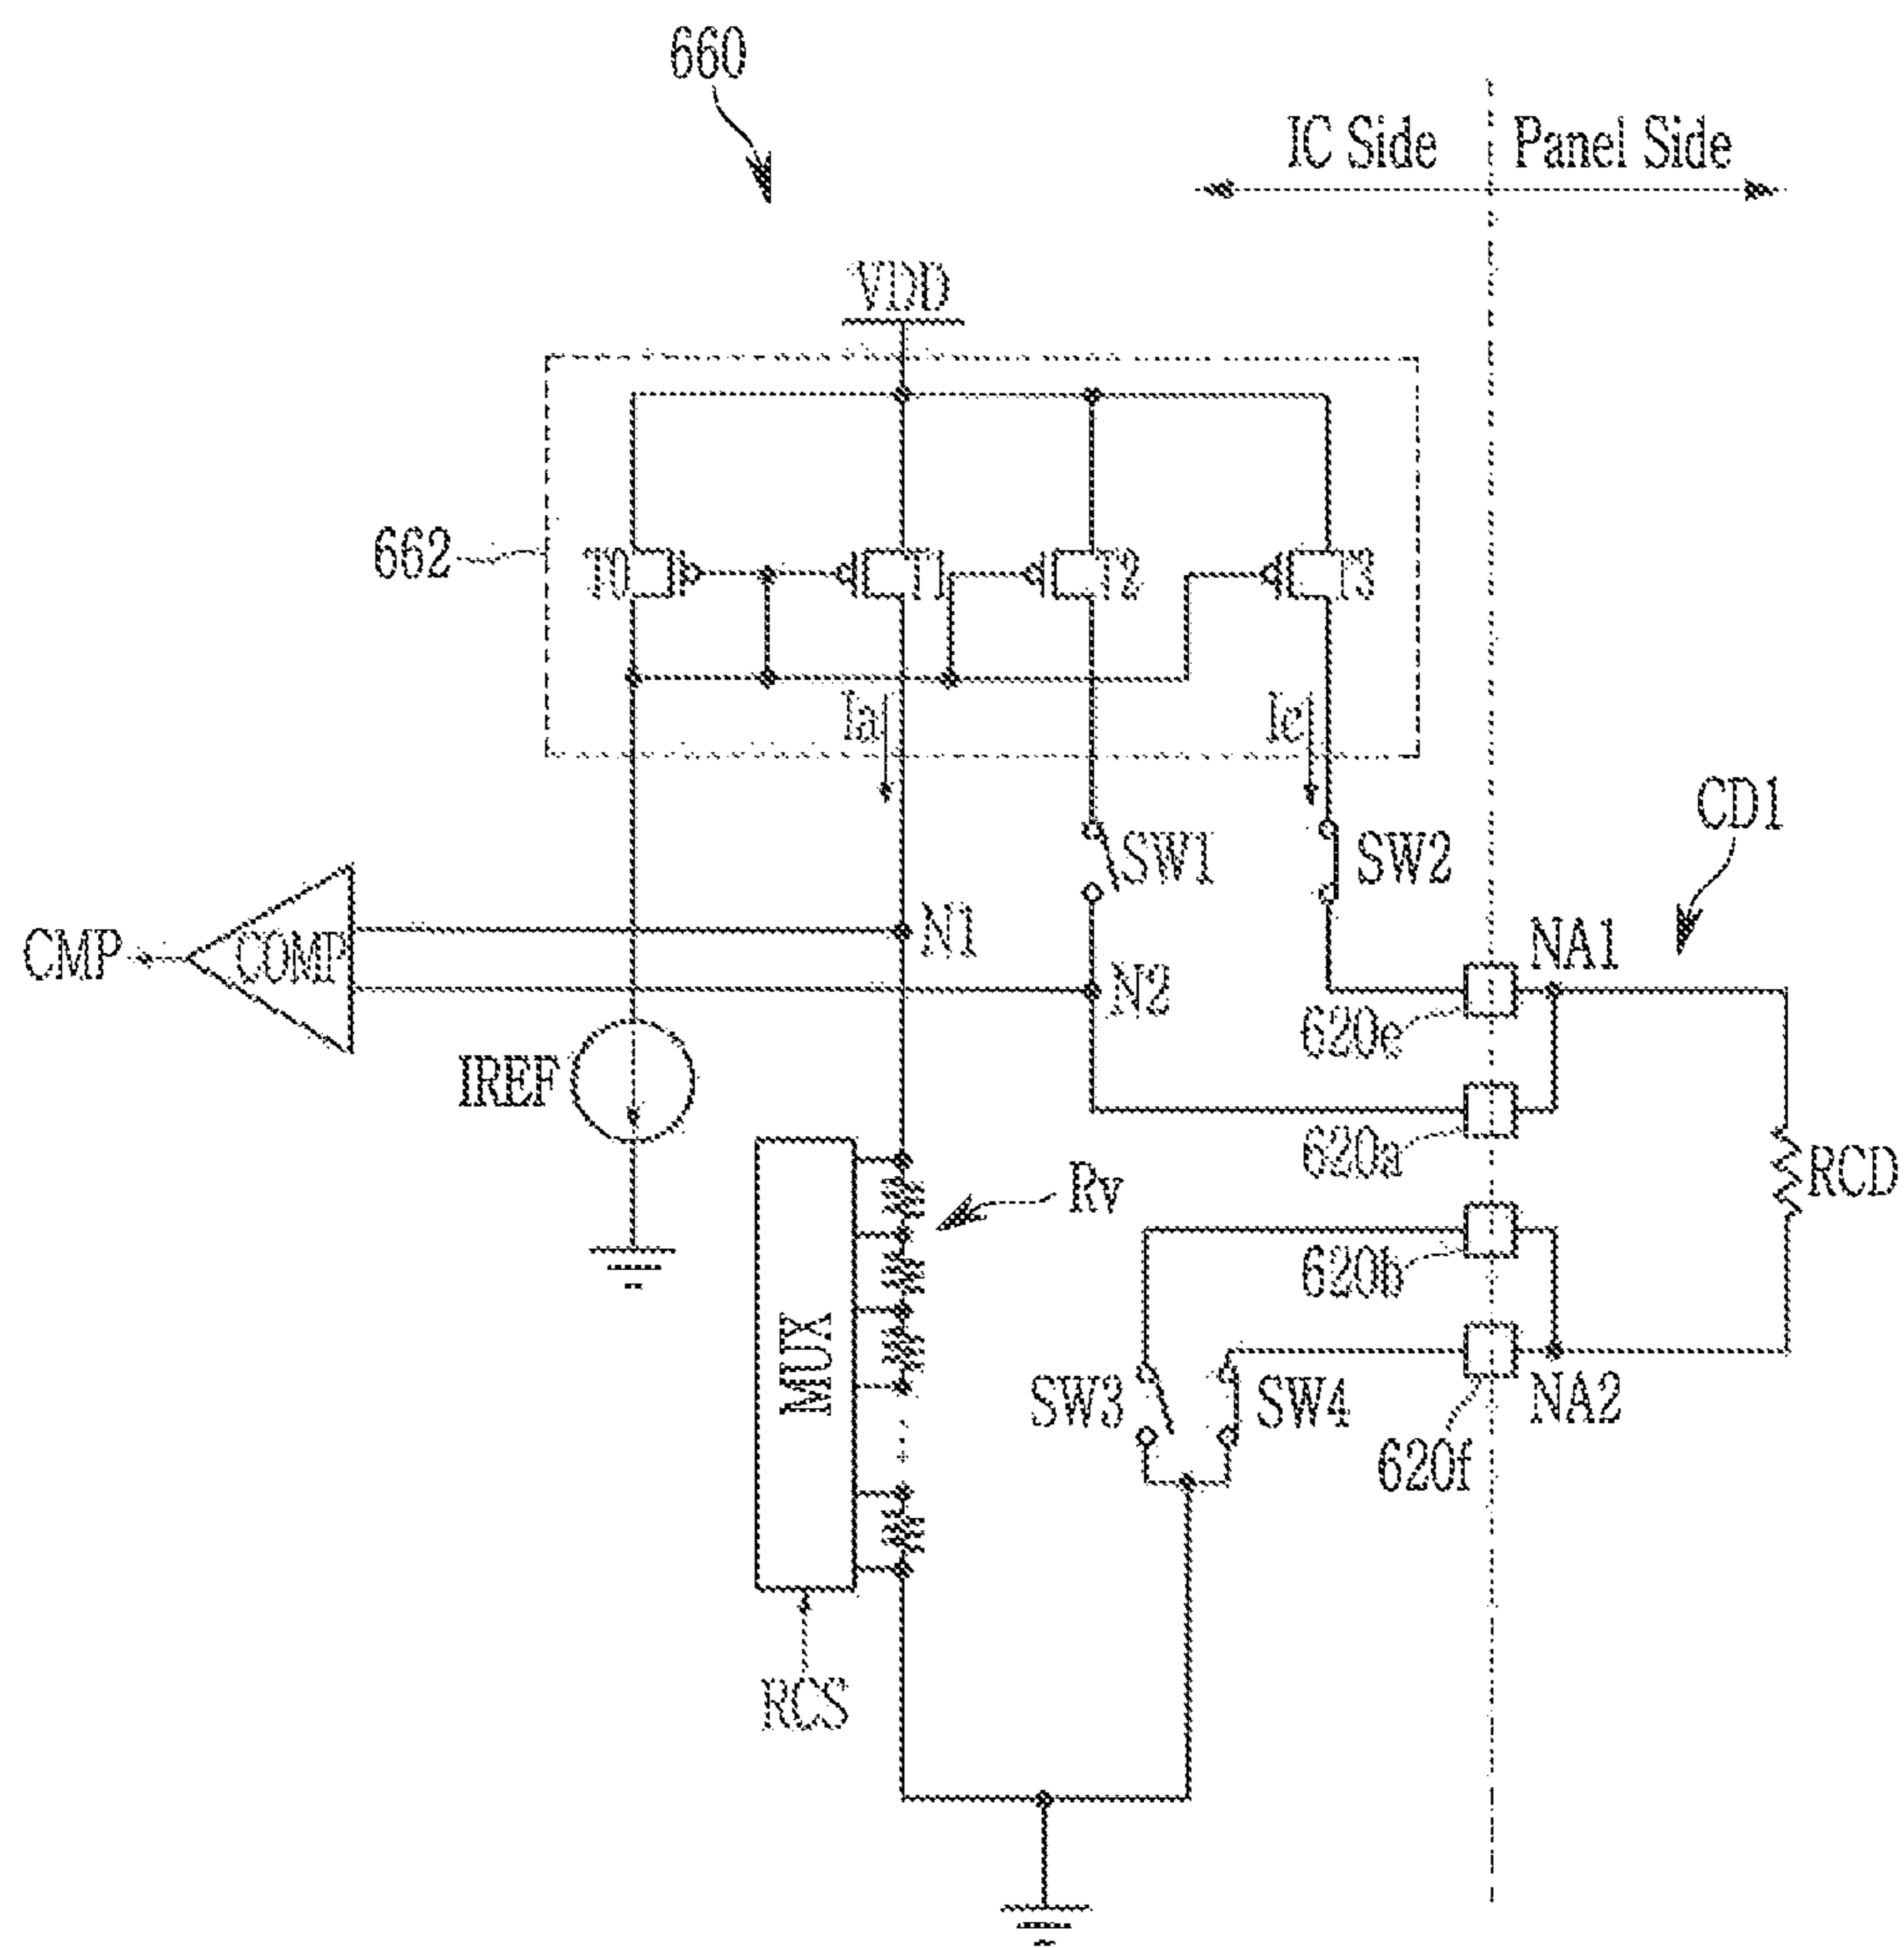 660
IC Side
Panel Side
VDD
662
T0
T1
T2
T3
Ia
Ic
CD1
SW1
SW2
CMP
COMP
N1
N2
NA1
620e
IREF
620a
Rv
RCD
620b
MUX
SW3
SW4
NA2
620f
RCS